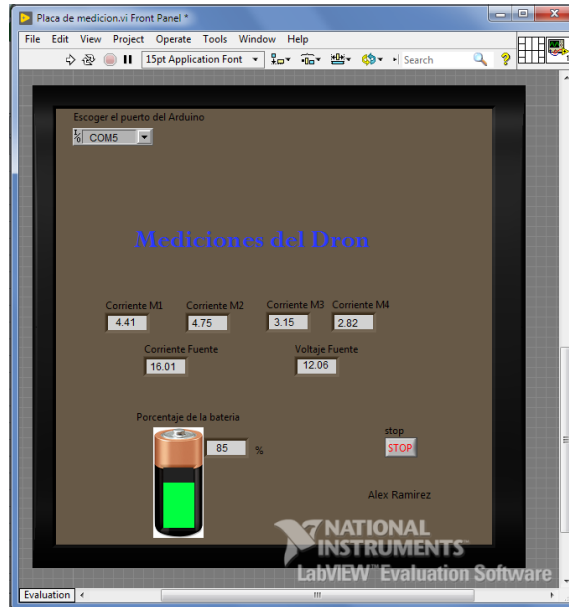 Placa de medicion.vi Front Panel *
File Edit View Project Operate Tools Window Help
15pt Application Font Search
Escoger el puerto del Arduino
COM5
Mediciones del Dron
Corriente M1 Corriente M2 Corriente M3 Corriente M4
4.41 4.75 3.15 2.82
Corriente Fuente Voltaje Fuente
16.01 12.06
Porcentaje de la bateria
85 %
stop
STOP
Alex Ramirez
NATIONAL
INSTRUMENTS
LabVIEW™ Evaluation Software
Evaluation